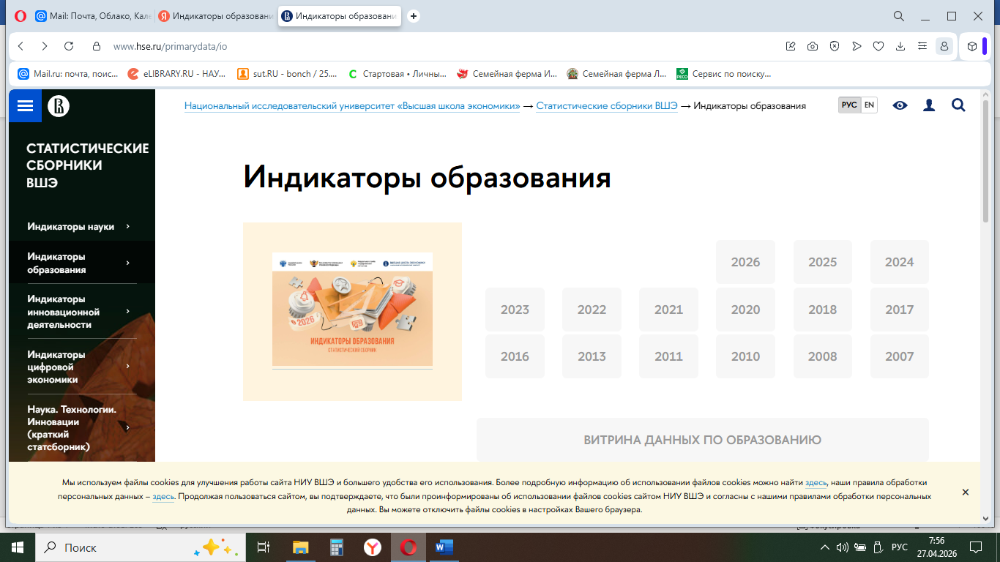 Mail: Почта, Облако, Кале
Индикаторы образовани
Индикаторы образовани
www.hse.ru/primarydata/io
Mail.ru: почта, поис...
eLIBRARY.RU - НАУ...
sut.RU - bonch / 25....
Стартовая • Личны...
Семейная ферма И...
Семейная ферма Л...
Сервис по поиску...
Национальный исследовательский университет «Высшая школа экономики» → Статистические сборники ВШЭ → Индикаторы образования
РУС EN
СТАТИСТИЧЕСКИЕ
СБОРНИКИ
ВШЭ
Индикаторы науки
Индикаторы
образования
Индикаторы
инновационной
деятельности
Индикаторы
цифровой
экономики
Наука. Технологии.
Инновации
(краткий
статсборник)
Индикаторы образования
ВЫСШАЯ ШКОЛА ЭКОНОМИКИ
2026
ИНДИКАТОРЫ ОБРАЗОВАНИЯ
СТАТИСТИЧЕСКИЙ СБОРНИК
2026 2025 2024
2023 2022 2021 2020 2018 2017
2016 2013 2011 2010 2008 2007
ВИТРИНА ДАННЫХ ПО ОБРАЗОВАНИЮ
Мы используем файлы cookies для улучшения работы сайта НИУ ВШЭ и большего удобства его использования. Более подробную информацию об использовании файлов cookies можно найти здесь, наши правила обработки
персональных данных – здесь. Продолжая пользоваться сайтом, вы подтверждаете, что были проинформированы об использовании файлов cookies сайтом НИУ ВШЭ и согласны с нашими правилами обработки персональных
данных. Вы можете отключить файлы cookies в настройках Вашего браузера.
Поиск
РУС
7:56
27.04.2026